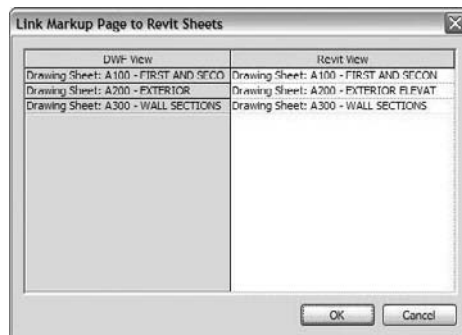 Link Markup Page to Revit Sheets
DWF View Revit View
Drawing Sheet: A100 - FIRST AND SECO Drawing Sheet: A100 - FIRST AND SECON
Drawing Sheet: A200 - EXTERIOR Drawing Sheet: A200 - EXTERIOR ELEVAT
Drawing Sheet: A300 - WALL SECTIONS Drawing Sheet: A300 - WALL SECTIONS
OK Cancel